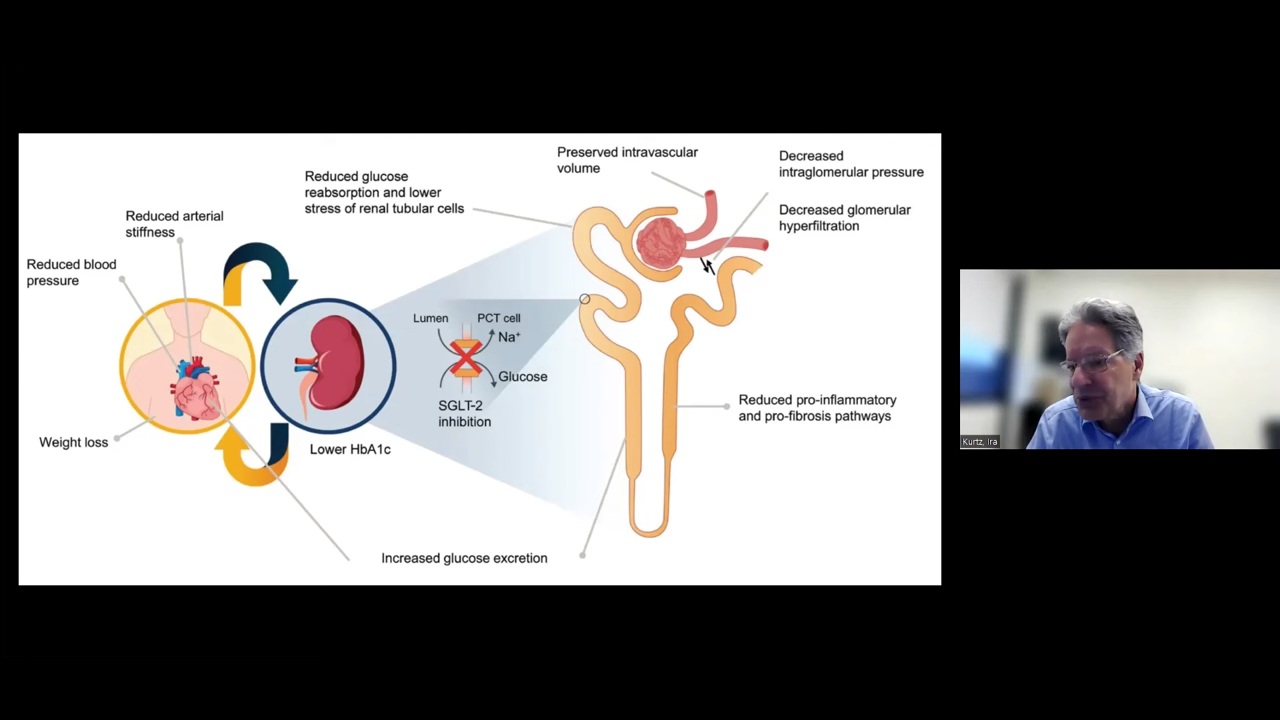 Preserved intravascular
volume
Decreased
intraglomerular pressure
Reduced glucose
reabsorption and lower
stress of renal tubular cells
Decreased glomerular
hyperfiltration
Reduced arterial
stiffness
Reduced blood
pressure
Lumen
PCT cell
Na⁺
Glucose
SGLT-2
inhibition
Reduced pro-inflammatory
and pro-fibrosis pathways
Weight loss
Lower HbA1c
Increased glucose excretion
Kurtz, Ira